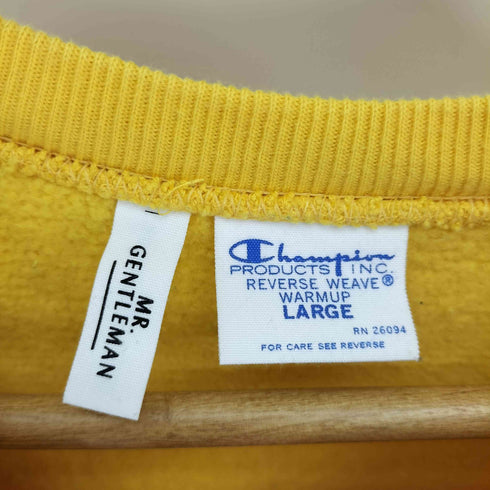 MR.
GENTLEMAN
Champion
PRODUCTS INC.
REVERSE WEAVE®
WARMUP
LARGE
RN 26094
FOR CARE SEE REVERSE